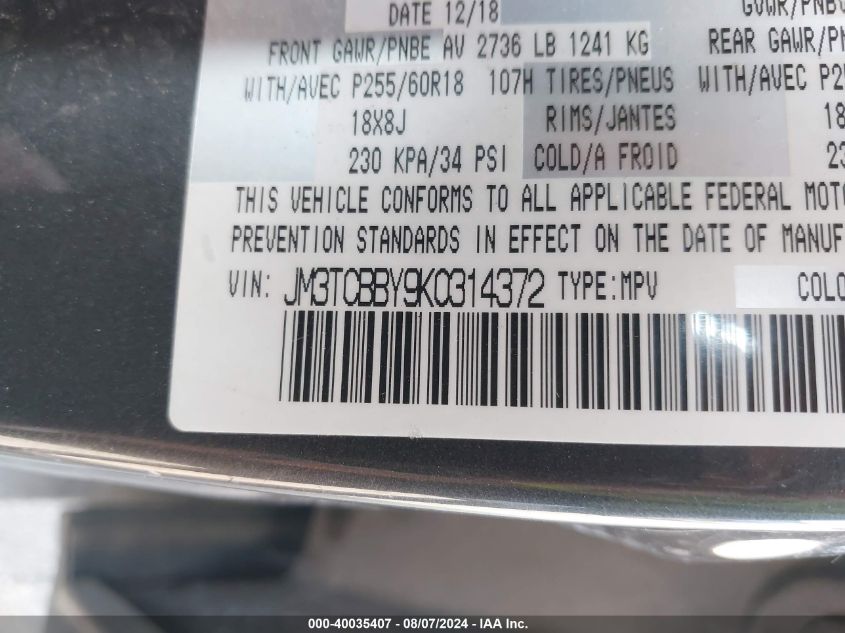 DATE 12/18 GVWR/PNBV
FRONT GAWR/PNBE AV 2736 LB 1241 KG REAR GAWR/PN
WITH/AVEC P255/60R18 107H TIRES/PNEUS WITH/AVEC P25
18X8J RIMS/JANTES 18
230 KPA/34 PSI COLD/A FROID 23
THIS VEHICLE CONFORMS TO ALL APPLICABLE FEDERAL MOTO
PREVENTION STANDARDS IN EFFECT ON THE DATE OF MANUF
VIN: JM3TCBBY9K0314372 TYPE:MPV COLO
000-40035407 - 08/07/2024 - IAA Inc.